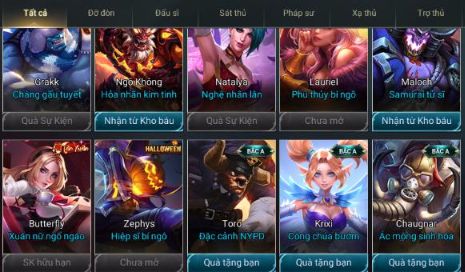 Tất cả
Đỡ đòn
Đấu sĩ
Sát thủ
Pháp sư
Xạ thủ
Trợ thủ
Grakk
Chàng gấu tuyết
Quà Sự Kiện
Ngộ Không
Hỏa nhãn kim tinh
Nhận từ Kho báu
Natalya
Nghệ nhân lân
Quà Sự Kiện
Lauriel
Phù thủy bí ngô
Chưa mở
Maloch
Samurai tử sĩ
Nhận từ Kho báu
Tân Xuân
Butterfly
Xuân nữ ngổ ngáo
SK hữu hạn
HALLOWEEN
Zephys
Hiệp sĩ bí ngô
Chưa mở
Toro
Đặc cảnh NYPD
Quà tặng bạn
BẬC A
Krixi
Công chúa bướm
Quà tặng bạn
BẬC A
Chaugnar
Ác mộng sinh hóa
Quà tặng bạn